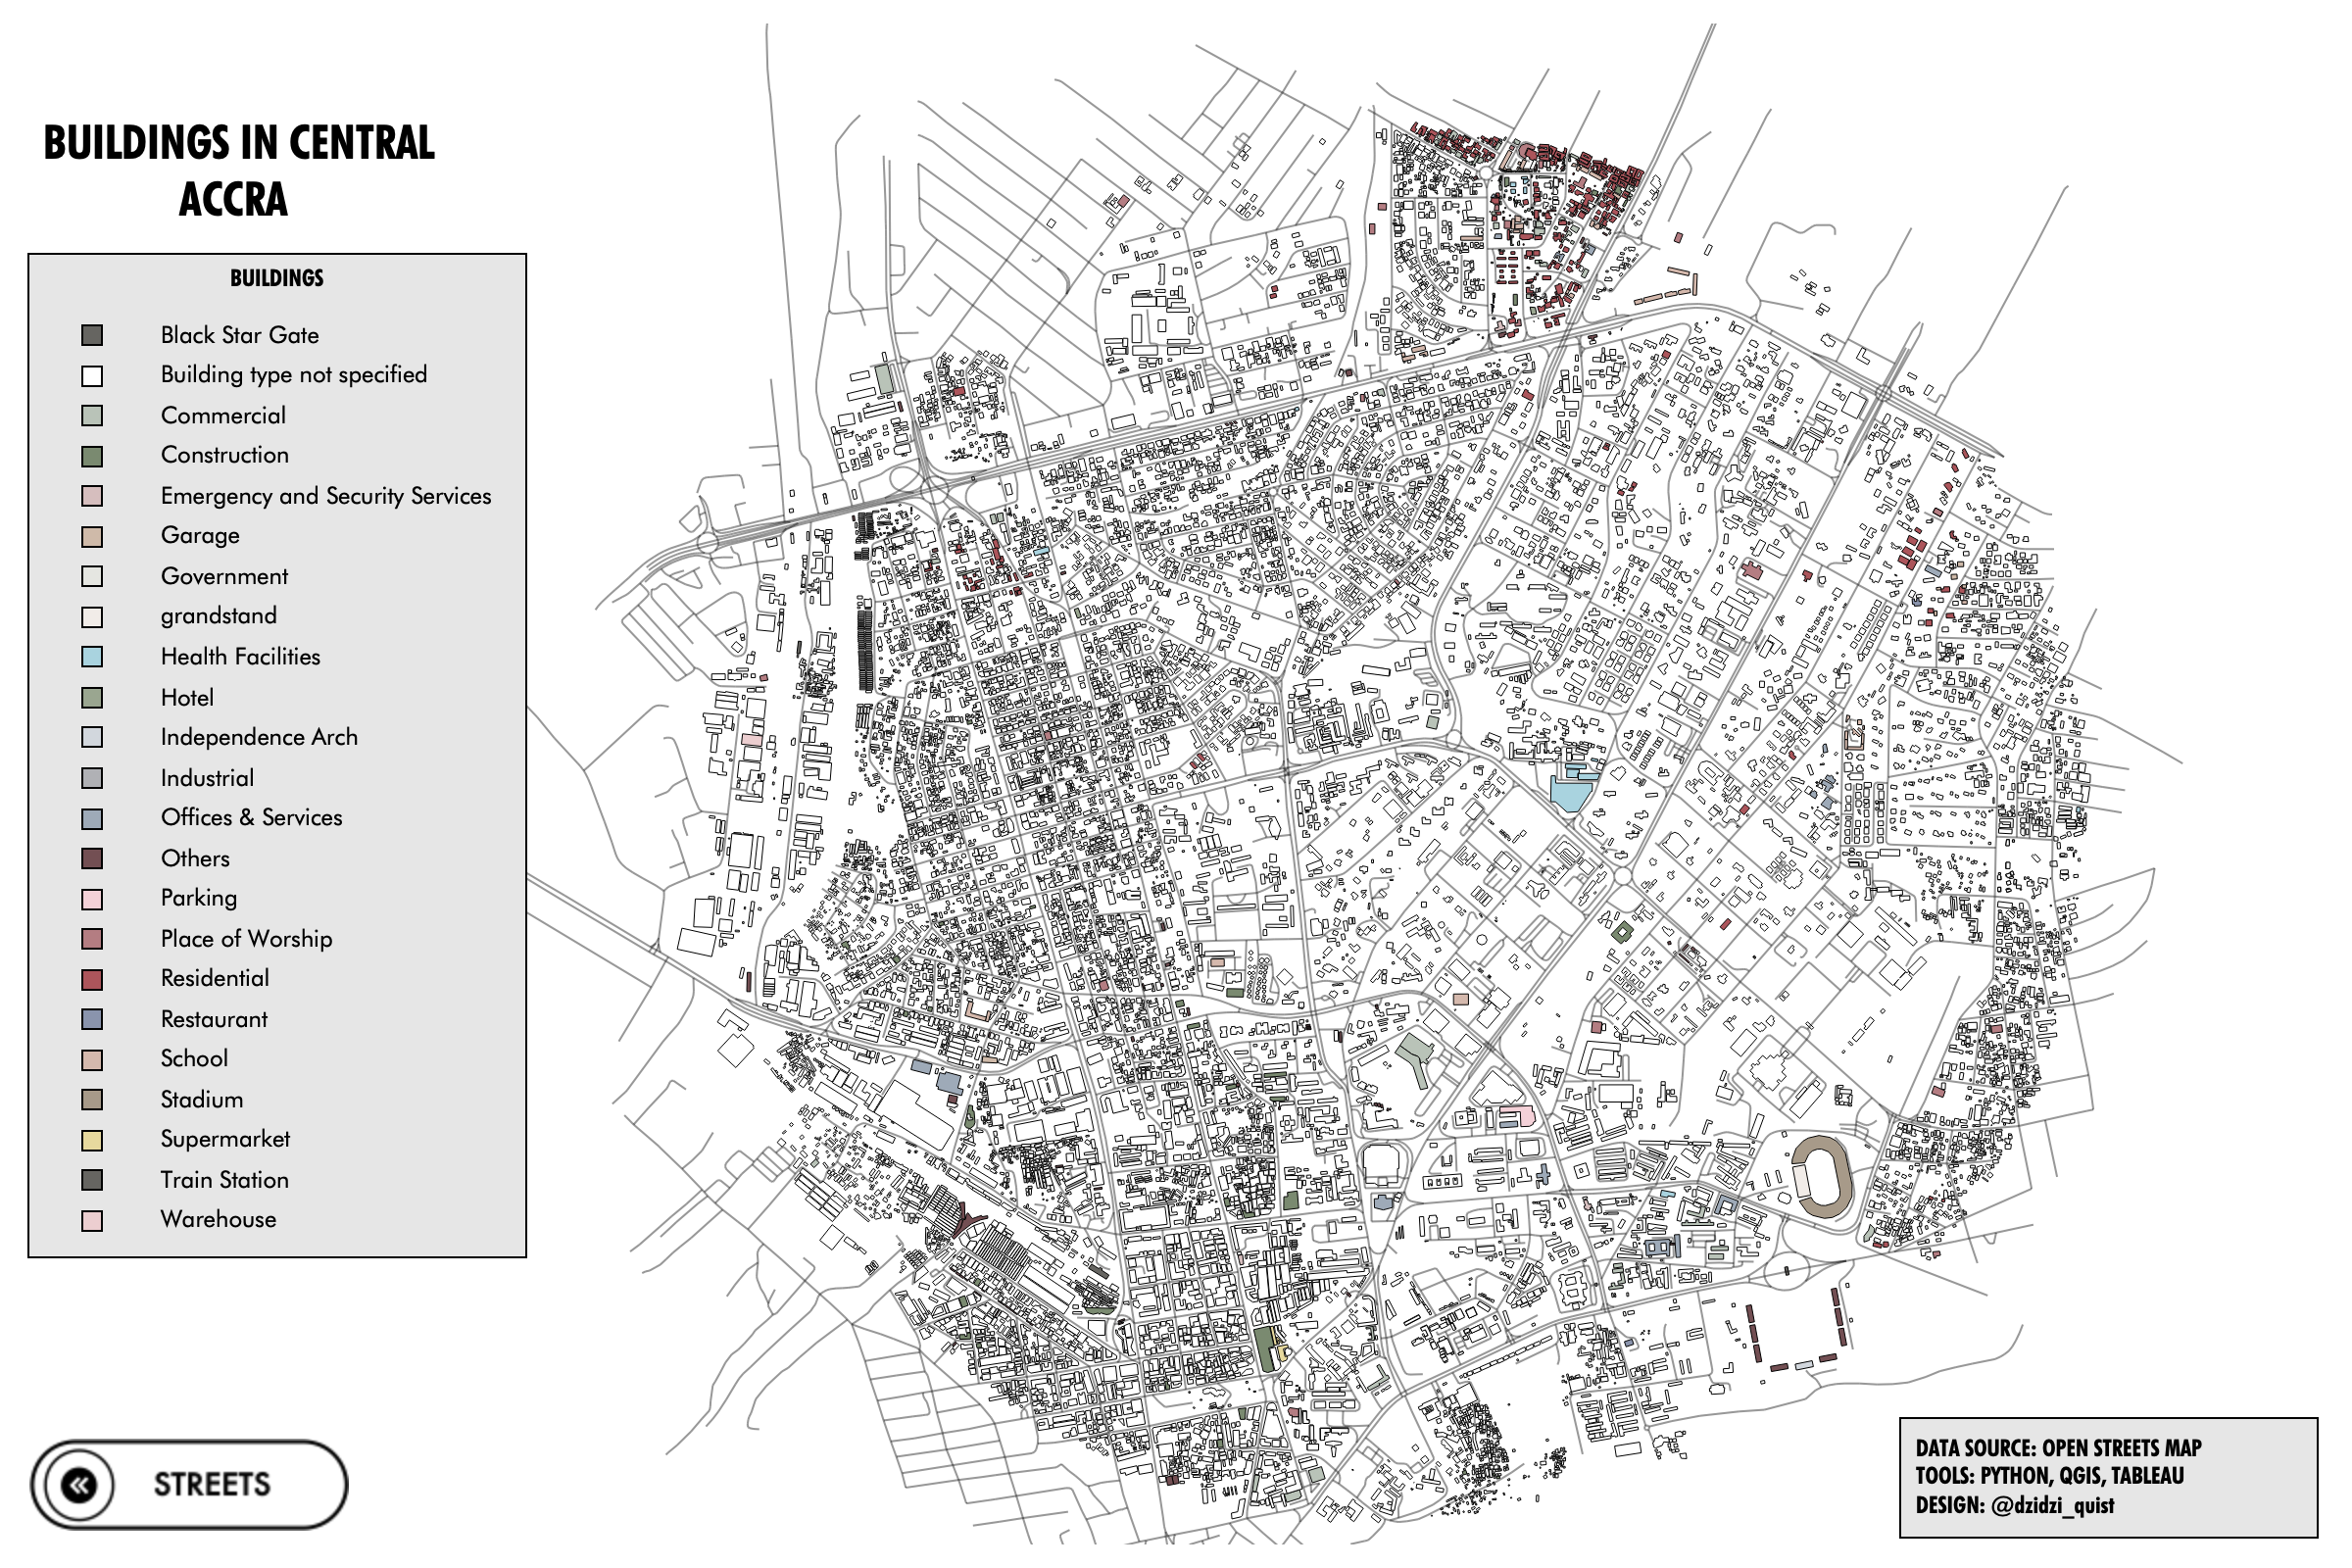 BUILDINGS IN CENTRAL
ACCRA
BUILDINGS
Black Star Gate
Building type not specified
Commercial
Construction
Emergency and Security Services
Garage
Government
grandstand
Health Facilities
Hotel
Independence Arch
Industrial
Offices & Services
Others
Parking
Place of Worship
Residential
Restaurant
School
Stadium
Supermarket
Train Station
Warehouse
STREETS
DATA SOURCE: OPEN STREETS MAP
TOOLS: PYTHON, QGIS, TABLEAU
DESIGN: @dzidzi_quist